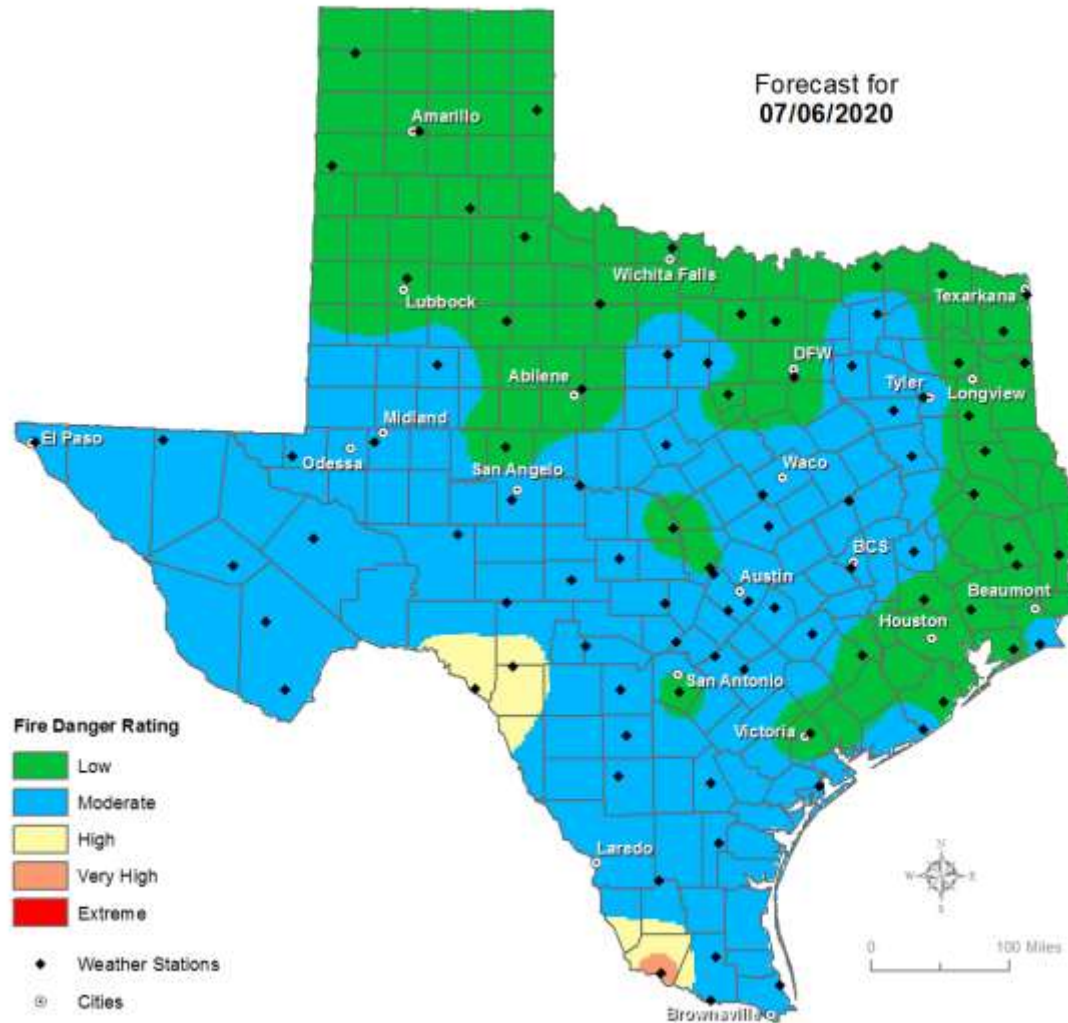 Forecast for
07/06/2020
Amarillo
Wichita Falls
Lubbock
Texarkana
DFW
Abilene
Tyler
Longview
Midland
El Paso
Odessa
San Angelo
Waco
BCS
Austin
Beaumont
Houston
San Antonio
Victoria
Fire Danger Rating
Low
Moderate
High
Very High
Extreme
Laredo
N
W
E
S
0 100 Miles
Weather Stations
Cities
Brownsville